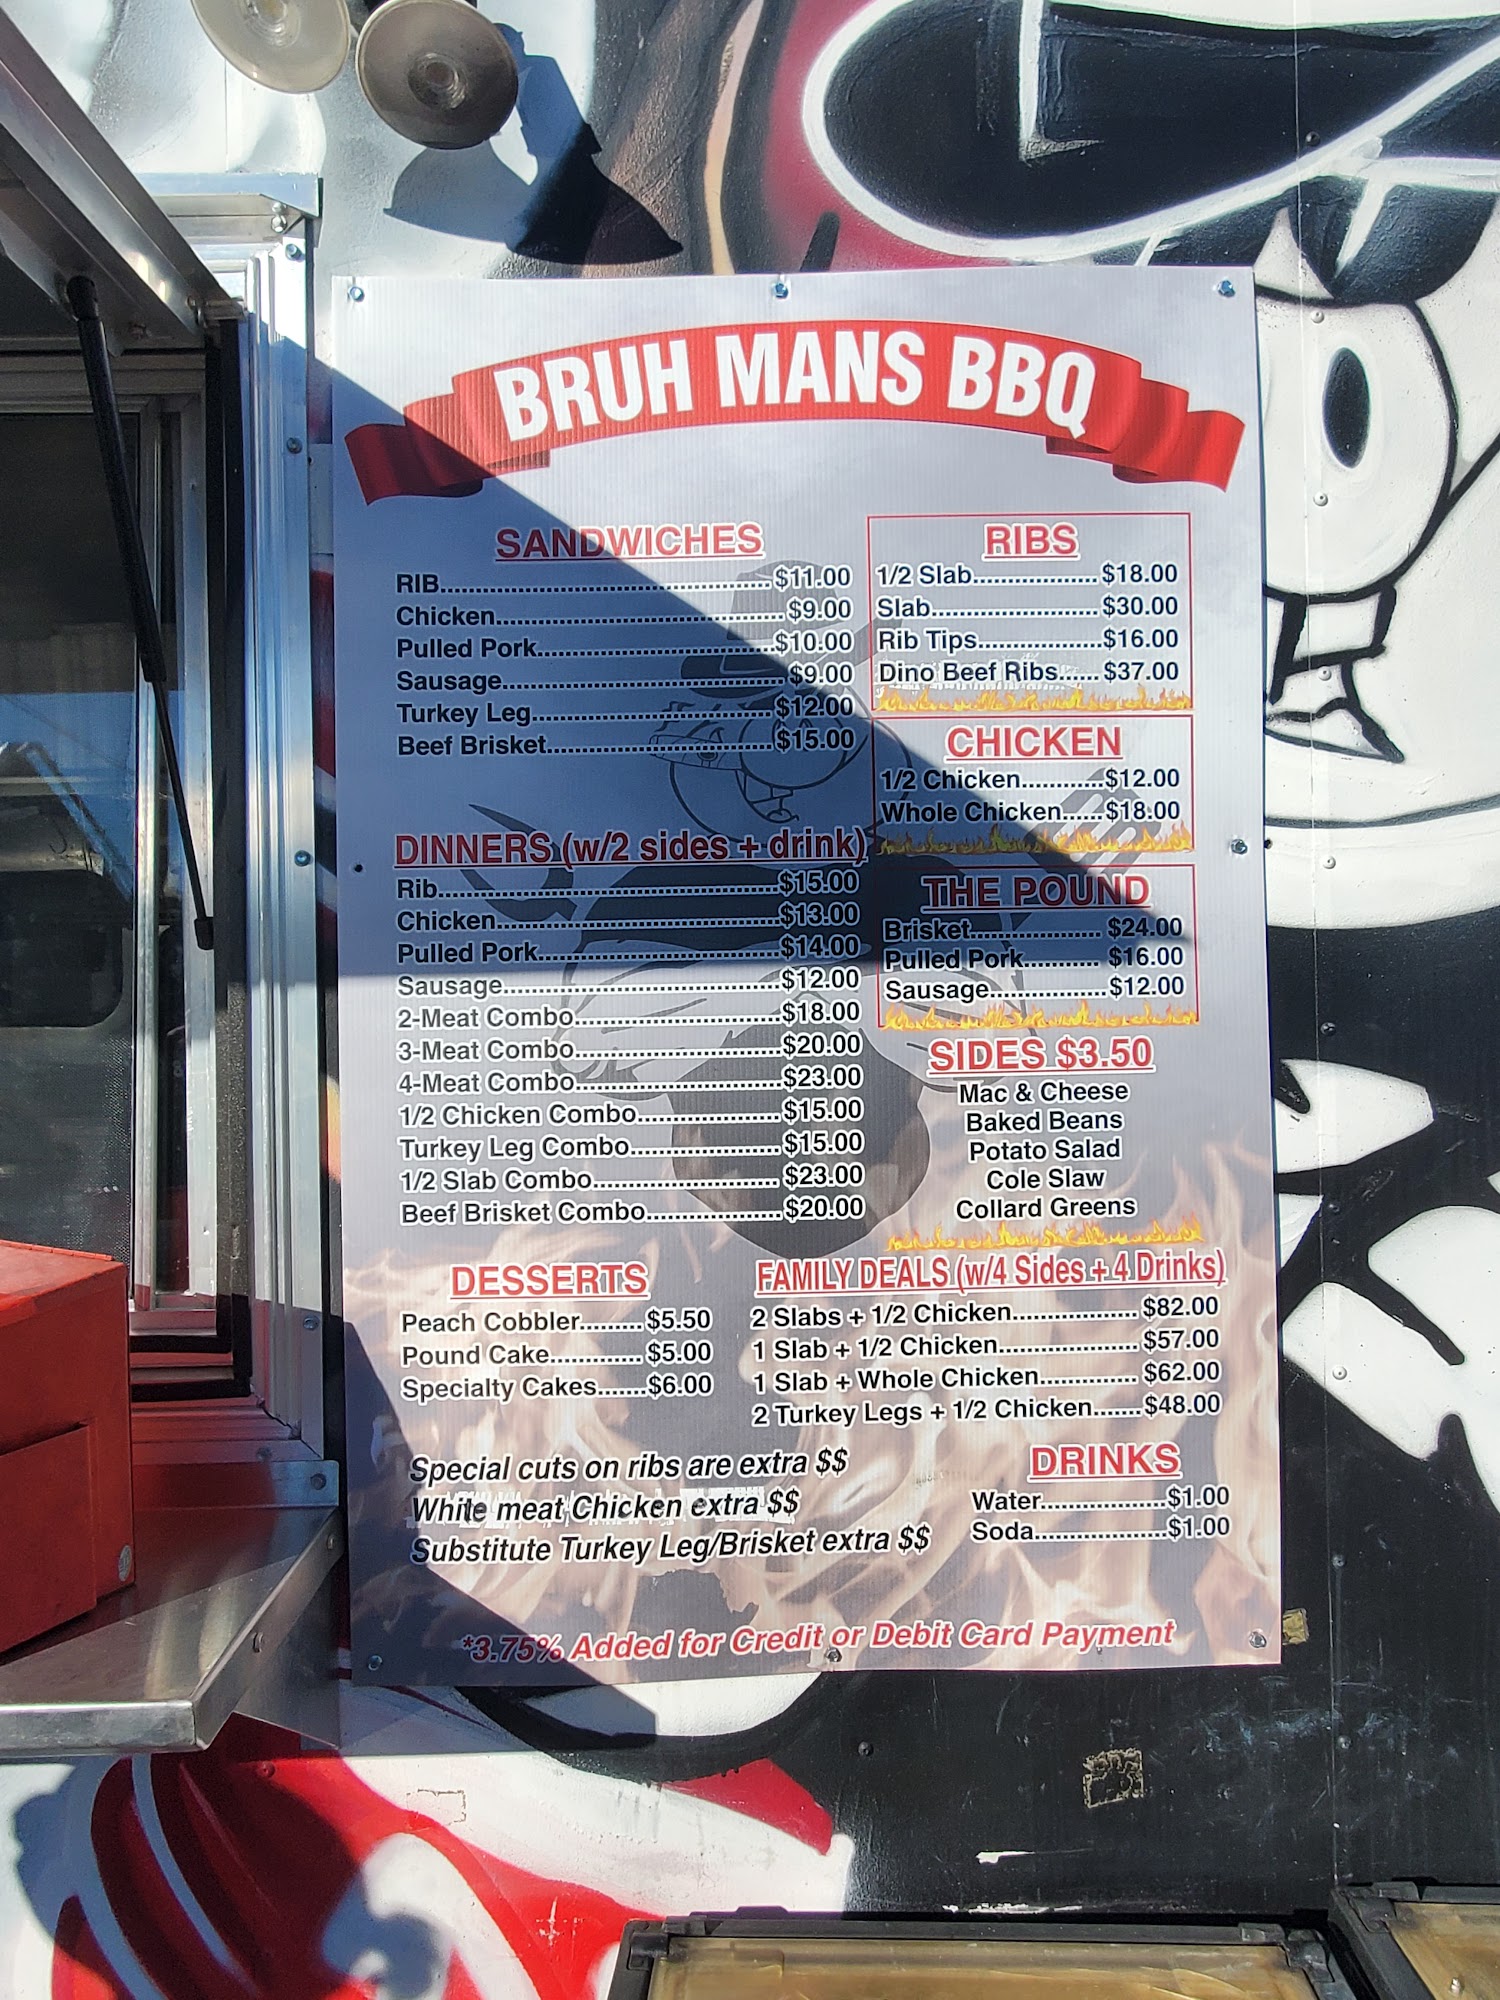 BRUH MANS BBQ
SANDWICHES
RIB........................................$11.00
Chicken........................................$9.00
Pulled Pork........................................$10.00
Sausage........................................$9.00
Turkey Leg........................................$12.00
Beef Brisket........................................$15.00
DINNERS (w/2 sides + drink)
Rib........................................$15.00
Chicken........................................$13.00
Pulled Pork........................................$14.00
Sausage........................................$12.00
2-Meat Combo............................$18.00
3-Meat Combo............................$20.00
4-Meat Combo............................$23.00
1/2 Chicken Combo...................$15.00
Turkey Leg Combo....................$15.00
1/2 Slab Combo.........................$23.00
Beef Brisket Combo..................$20.00
RIBS
1/2 Slab..................$18.00
Slab........................$30.00
Rib Tips..................$16.00
Dino Beef Ribs......$37.00
CHICKEN
1/2 Chicken............$12.00
Whole Chicken......$18.00
THE POUND
Brisket................... $24.00
Pulled Pork........... $16.00
Sausage.................$12.00
SIDES $3.50
Mac & Cheese
Baked Beans
Potato Salad
Cole Slaw
Collard Greens
DESSERTS
Peach Cobbler.........$5.50
Pound Cake.............$5.00
Specialty Cakes.......$6.00
FAMILY DEALS (w/4 Sides + 4 Drinks)
2 Slabs + 1/2 Chicken..................$82.00
1 Slab + 1/2 Chicken....................$57.00
1 Slab + Whole Chicken..............$62.00
2 Turkey Legs + 1/2 Chicken.......$48.00
Special cuts on ribs are extra $$
White meat Chicken extra $$
Substitute Turkey Leg/Brisket extra $$
DRINKS
Water...................$1.00
Soda....................$1.00
*3.75% Added for Credit or Debit Card Payment